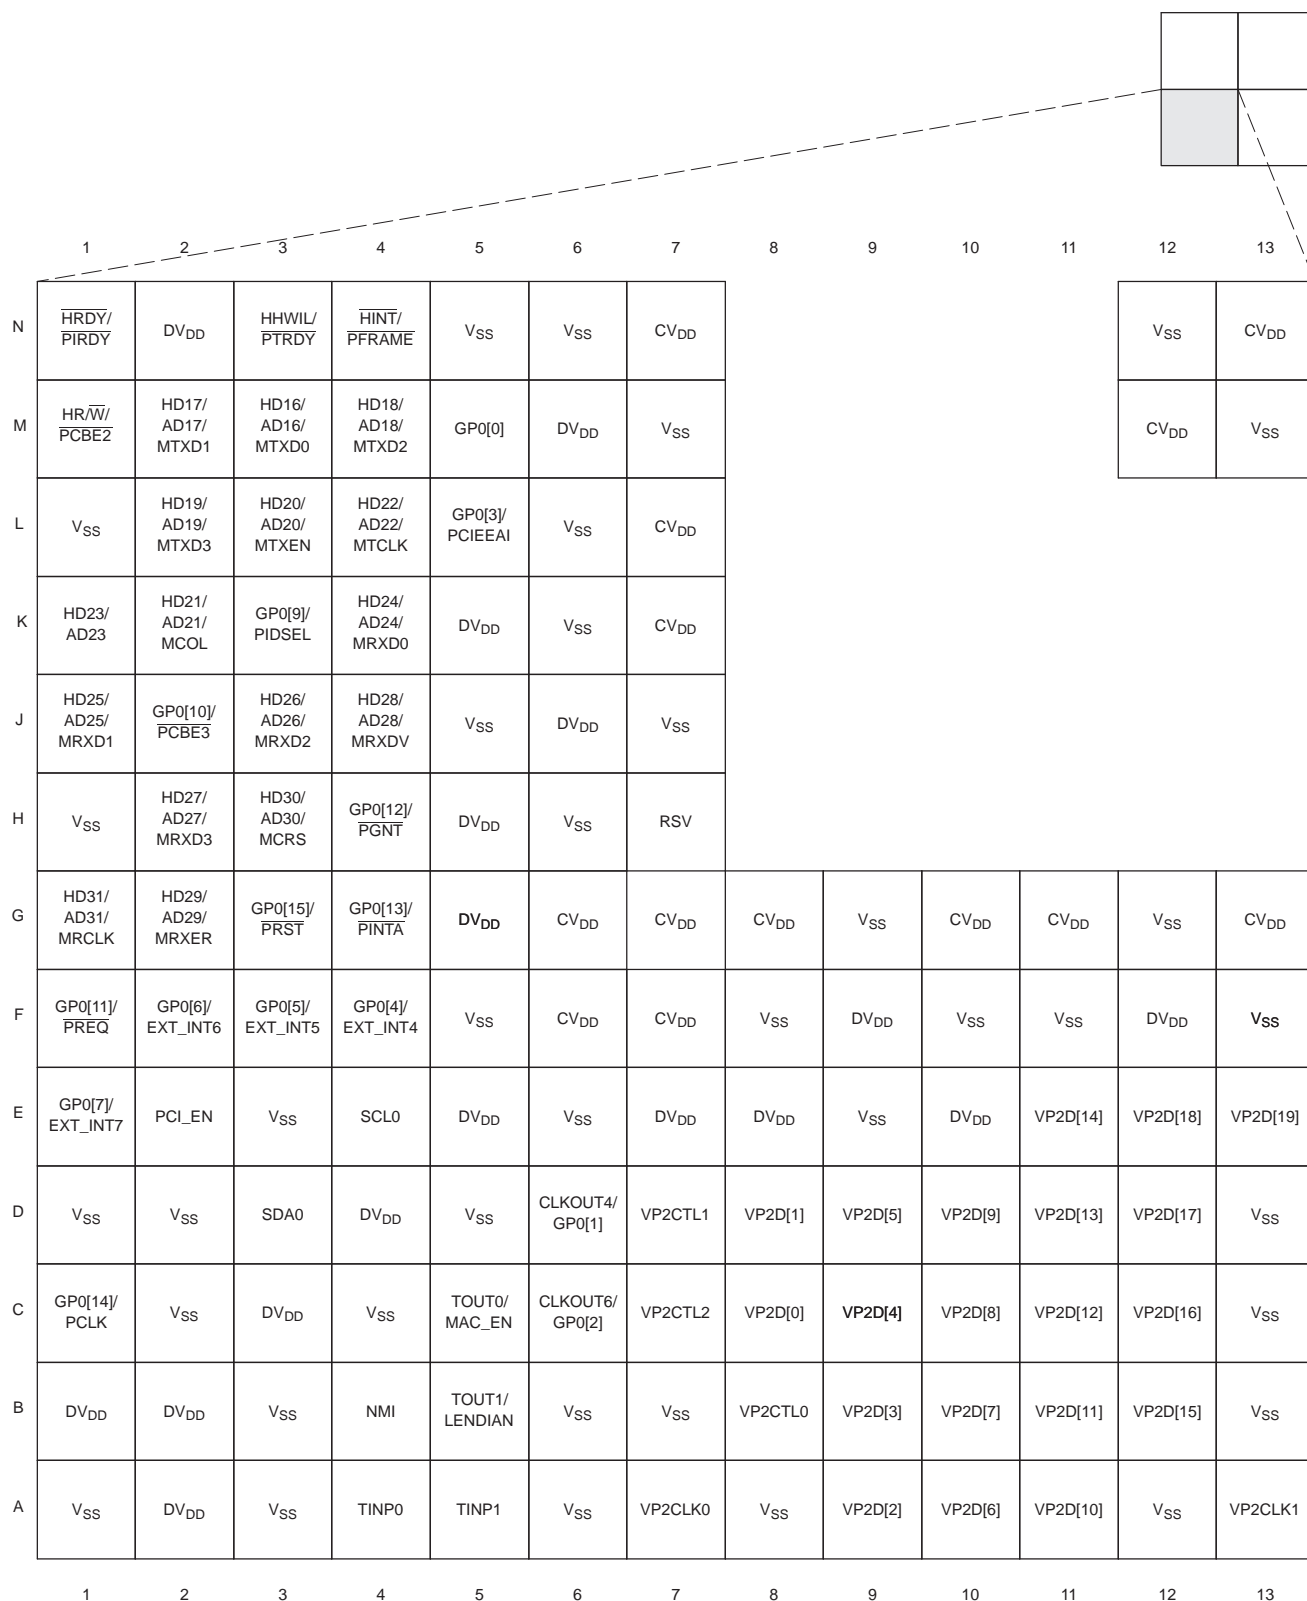 1 2 3 4 5 6 7 8 9 10 11 12 13
N HRDY/ PIRDY DVDD HHWIL/ PTRDY HINT/ PFRAME VSS VSS CVDD VSS CVDD
M HR/W/ PCBE2 HD17/ AD17/ MTXD1 HD16/ AD16/ MTXD0 HD18/ AD18/ MTXD2 GP0[0] DVDD VSS CVDD VSS
L VSS HD19/ AD19/ MTXD3 HD20/ AD20/ MTXEN HD22/ AD22/ MTCLK GP0[3]/ PCIEEAI VSS CVDD
K HD23/ AD23 HD21/ AD21/ MCOL GP0[9]/ PIDSEL HD24/ AD24/ MRXD0 DVDD VSS CVDD
J HD25/ AD25/ MRXD1 GP0[10]/ PCBE3 HD26/ AD26/ MRXD2 HD28/ AD28/ MRXDV VSS DVDD VSS
H VSS HD27/ AD27/ MRXD3 HD30/ AD30/ MCRS GP0[12]/ PGNT DVDD VSS RSV
G HD31/ AD31/ MRCLK HD29/ AD29/ MRXER GP0[15]/ PRST GP0[13]/ PINTA DVDD CVDD CVDD CVDD VSS CVDD CVDD VSS CVDD
F GP0[11]/ PREQ GP0[6]/ EXT_INT6 GP0[5]/ EXT_INT5 GP0[4]/ EXT_INT4 VSS CVDD CVDD VSS DVDD VSS VSS DVDD VSS
E GP0[7]/ EXT_INT7 PCI_EN VSS SCL0 DVDD VSS DVDD DVDD VSS DVDD VP2D[14] VP2D[18] VP2D[19]
D VSS VSS SDA0 DVDD VSS CLKOUT4/ GP0[1] VP2CTL1 VP2D[1] VP2D[5] VP2D[9] VP2D[13] VP2D[17] VSS
C GP0[14]/ PCLK VSS DVDD VSS TOUT0/ MAC_EN CLKOUT6/ GP0[2] VP2CTL2 VP2D[0] VP2D[4] VP2D[8] VP2D[12] VP2D[16] VSS
B DVDD DVDD VSS NMI TOUT1/ LENDIAN VSS VSS VP2CTL0 VP2D[3] VP2D[7] VP2D[11] VP2D[15] VSS
A VSS DVDD VSS TINP0 TINP1 VSS VP2CLK0 VSS VP2D[2] VP2D[6] VP2D[10] VSS VP2CLK1
1 2 3 4 5 6 7 8 9 10 11 12 13